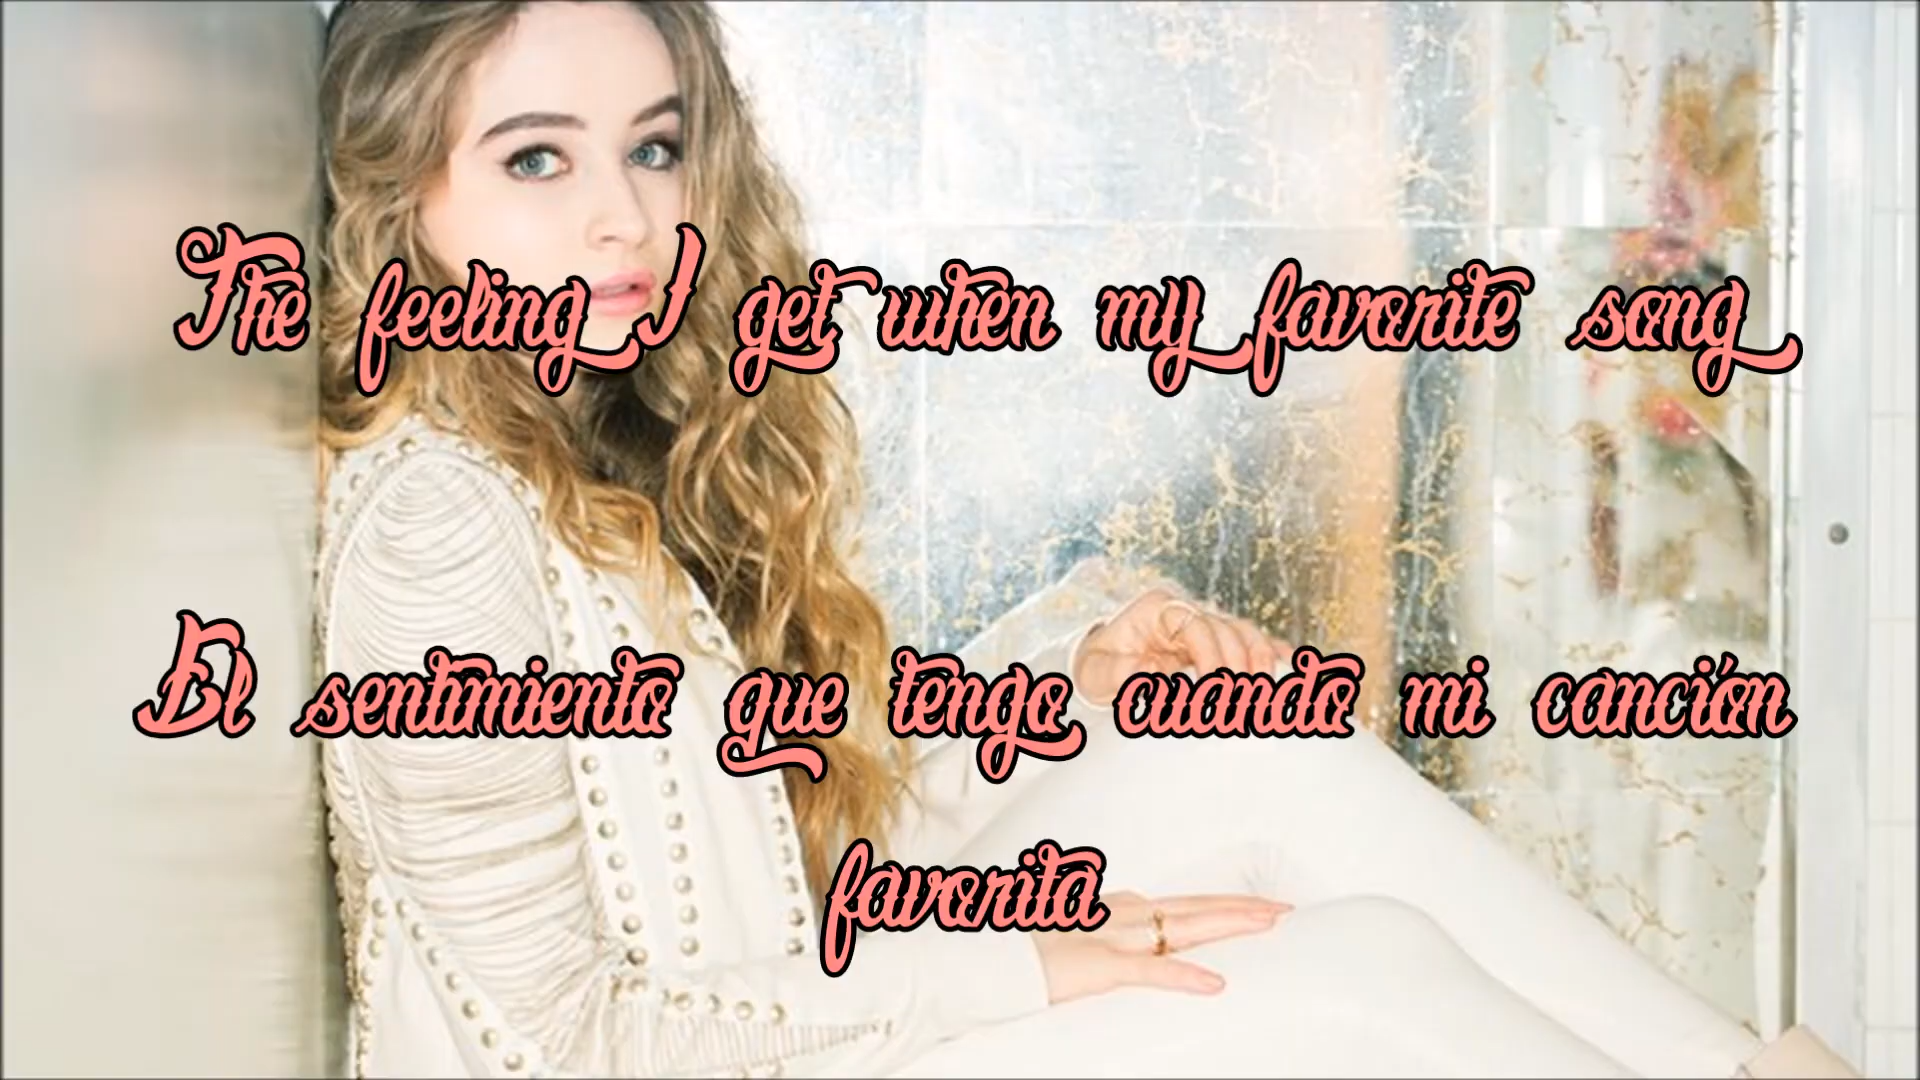 The feeling I get when my favorite song
El sentimiento que tengo cuando mi canción
favorita